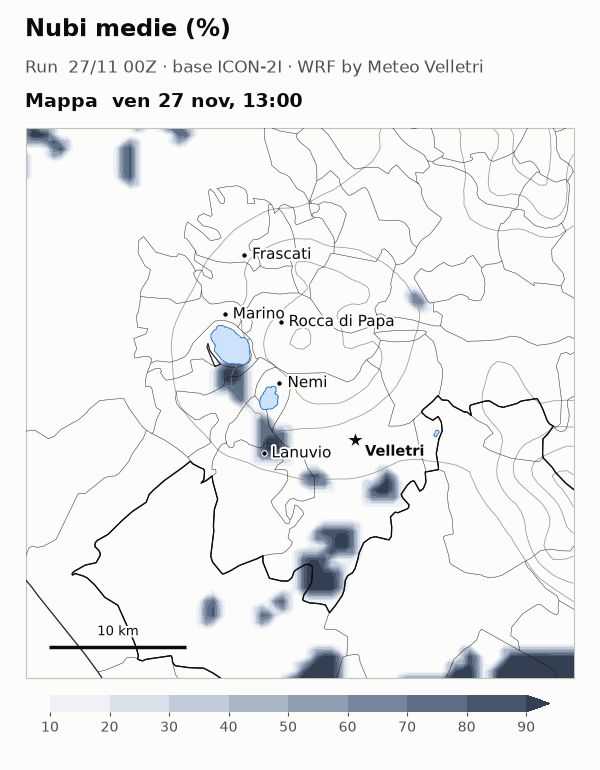 Nubi medie (%)
Run  27/11 00Z · base ICON-2I · WRF by Meteo Velletri
Mappa  ven 27 nov, 13:00
Frascati
Marino
Rocca di Papa
Nemi
Velletri
Lanuvio
10 km
10 20 30 40 50 60 70 80 90